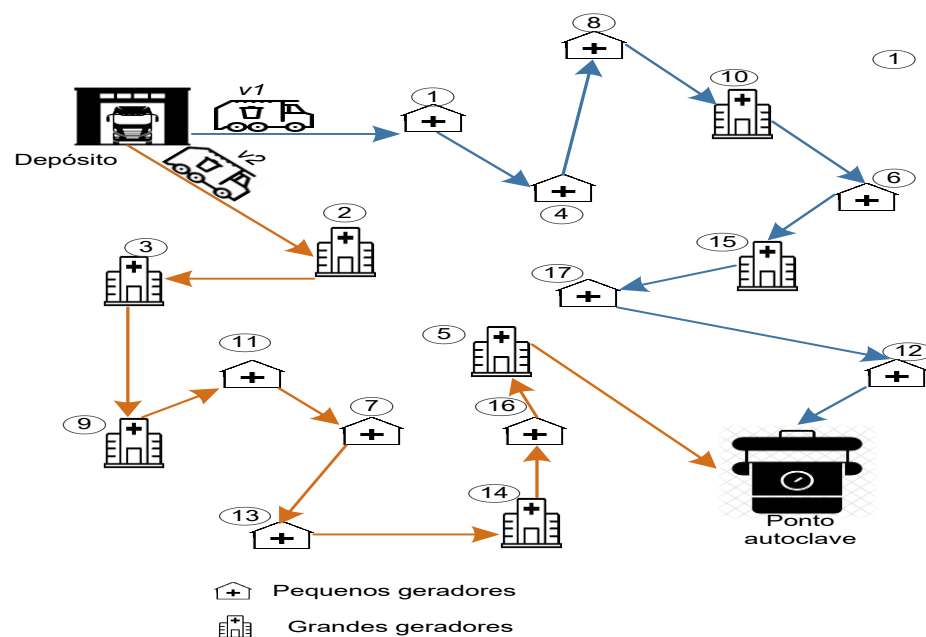 8
1
10
v1
1
Depósito
v2
6
4
2
15
3
17
5
12
11
7
16
9
14
13
Ponto
autoclave
Pequenos geradores
Grandes geradores